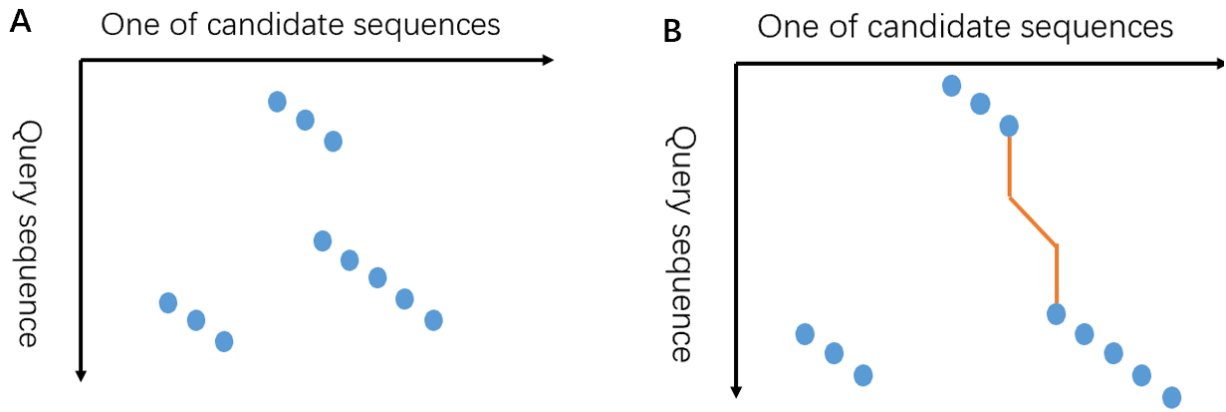 A
One of candidate sequences
Query sequence
B
One of candidate sequences
Query sequence